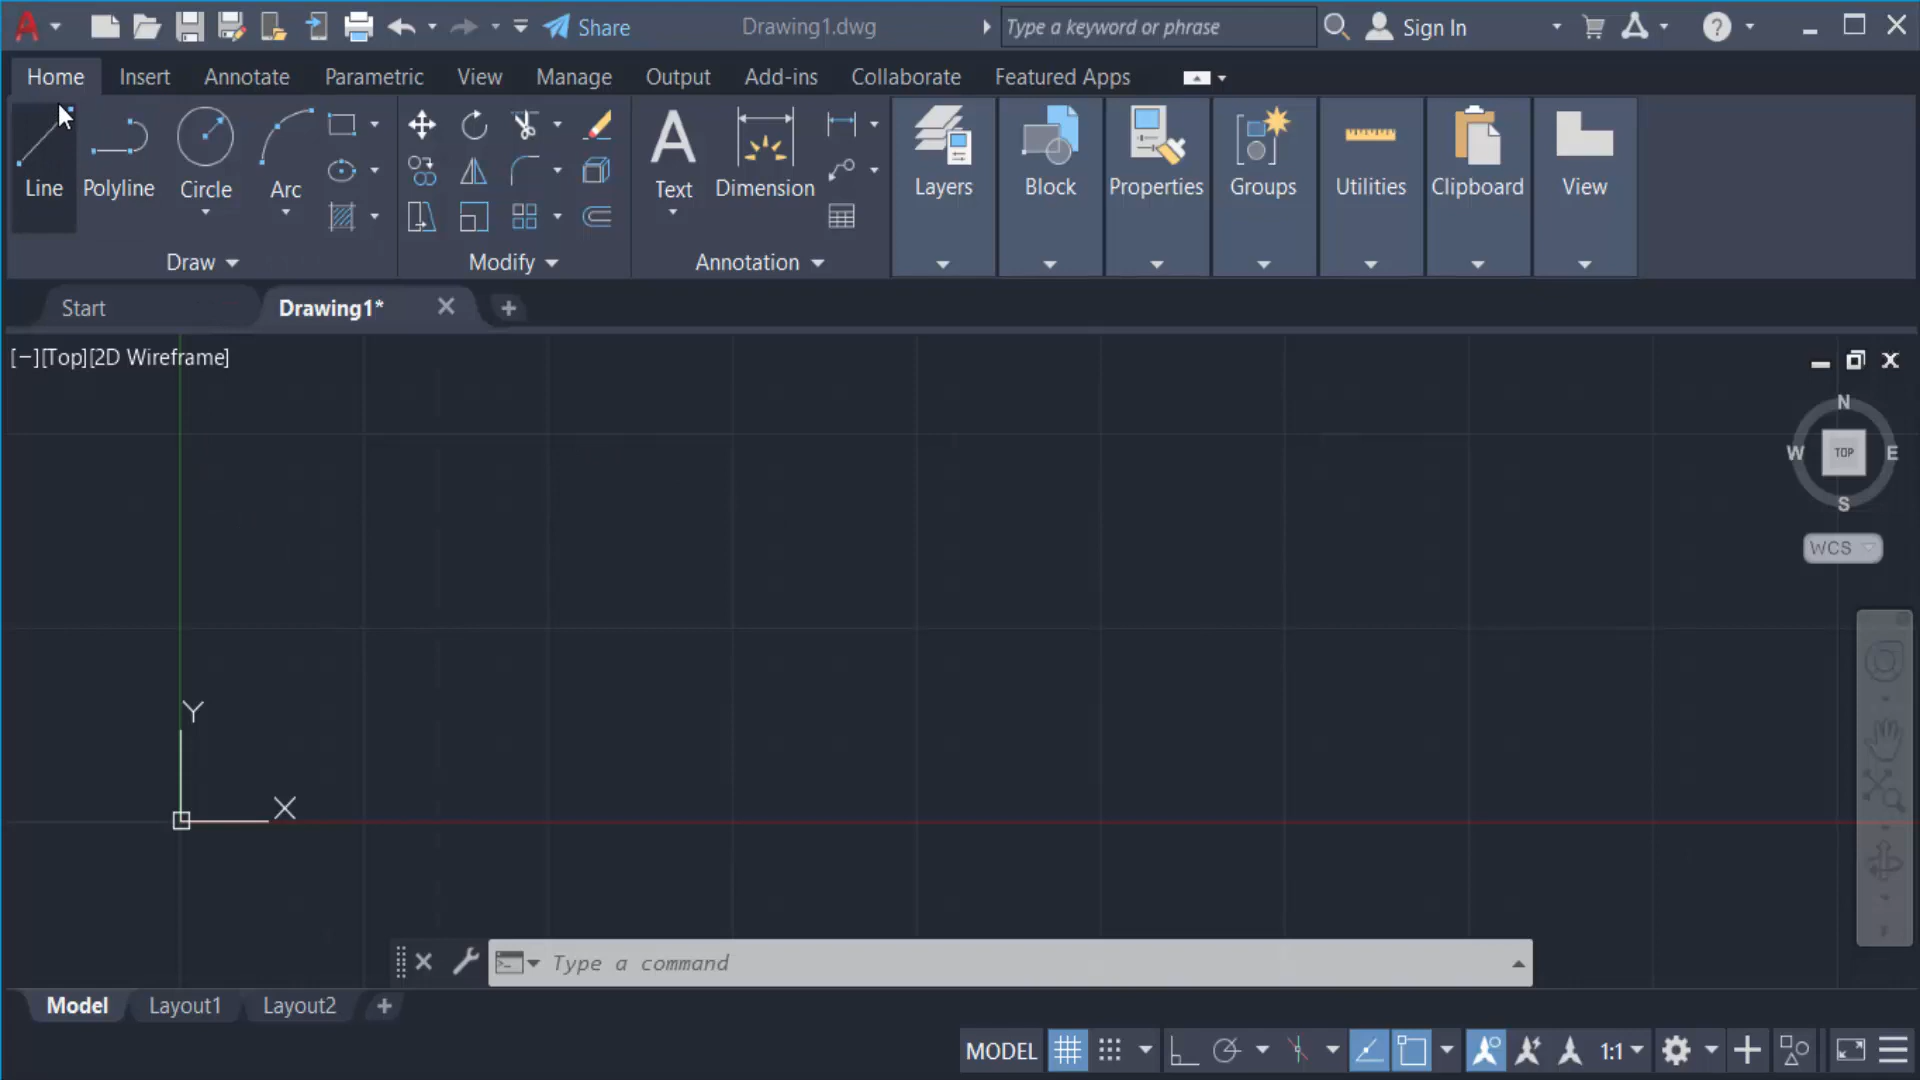 Share
Drawing1.dwg
Type a keyword or phrase
Sign In
Home
Insert
Annotate
Parametric
View
Manage
Output
Add-ins
Collaborate
Featured Apps
Line
Polyline
Circle
Arc
Text
Dimension
Layers
Block
Properties
Groups
Utilities
Clipboard
View
Draw
Modify
Annotation
Start
Drawing1*
[−][Top][2D Wireframe]
N
W
TOP
E
S
WCS
Y
X
Type a command
Model
Layout1
Layout2
MODEL
1:1